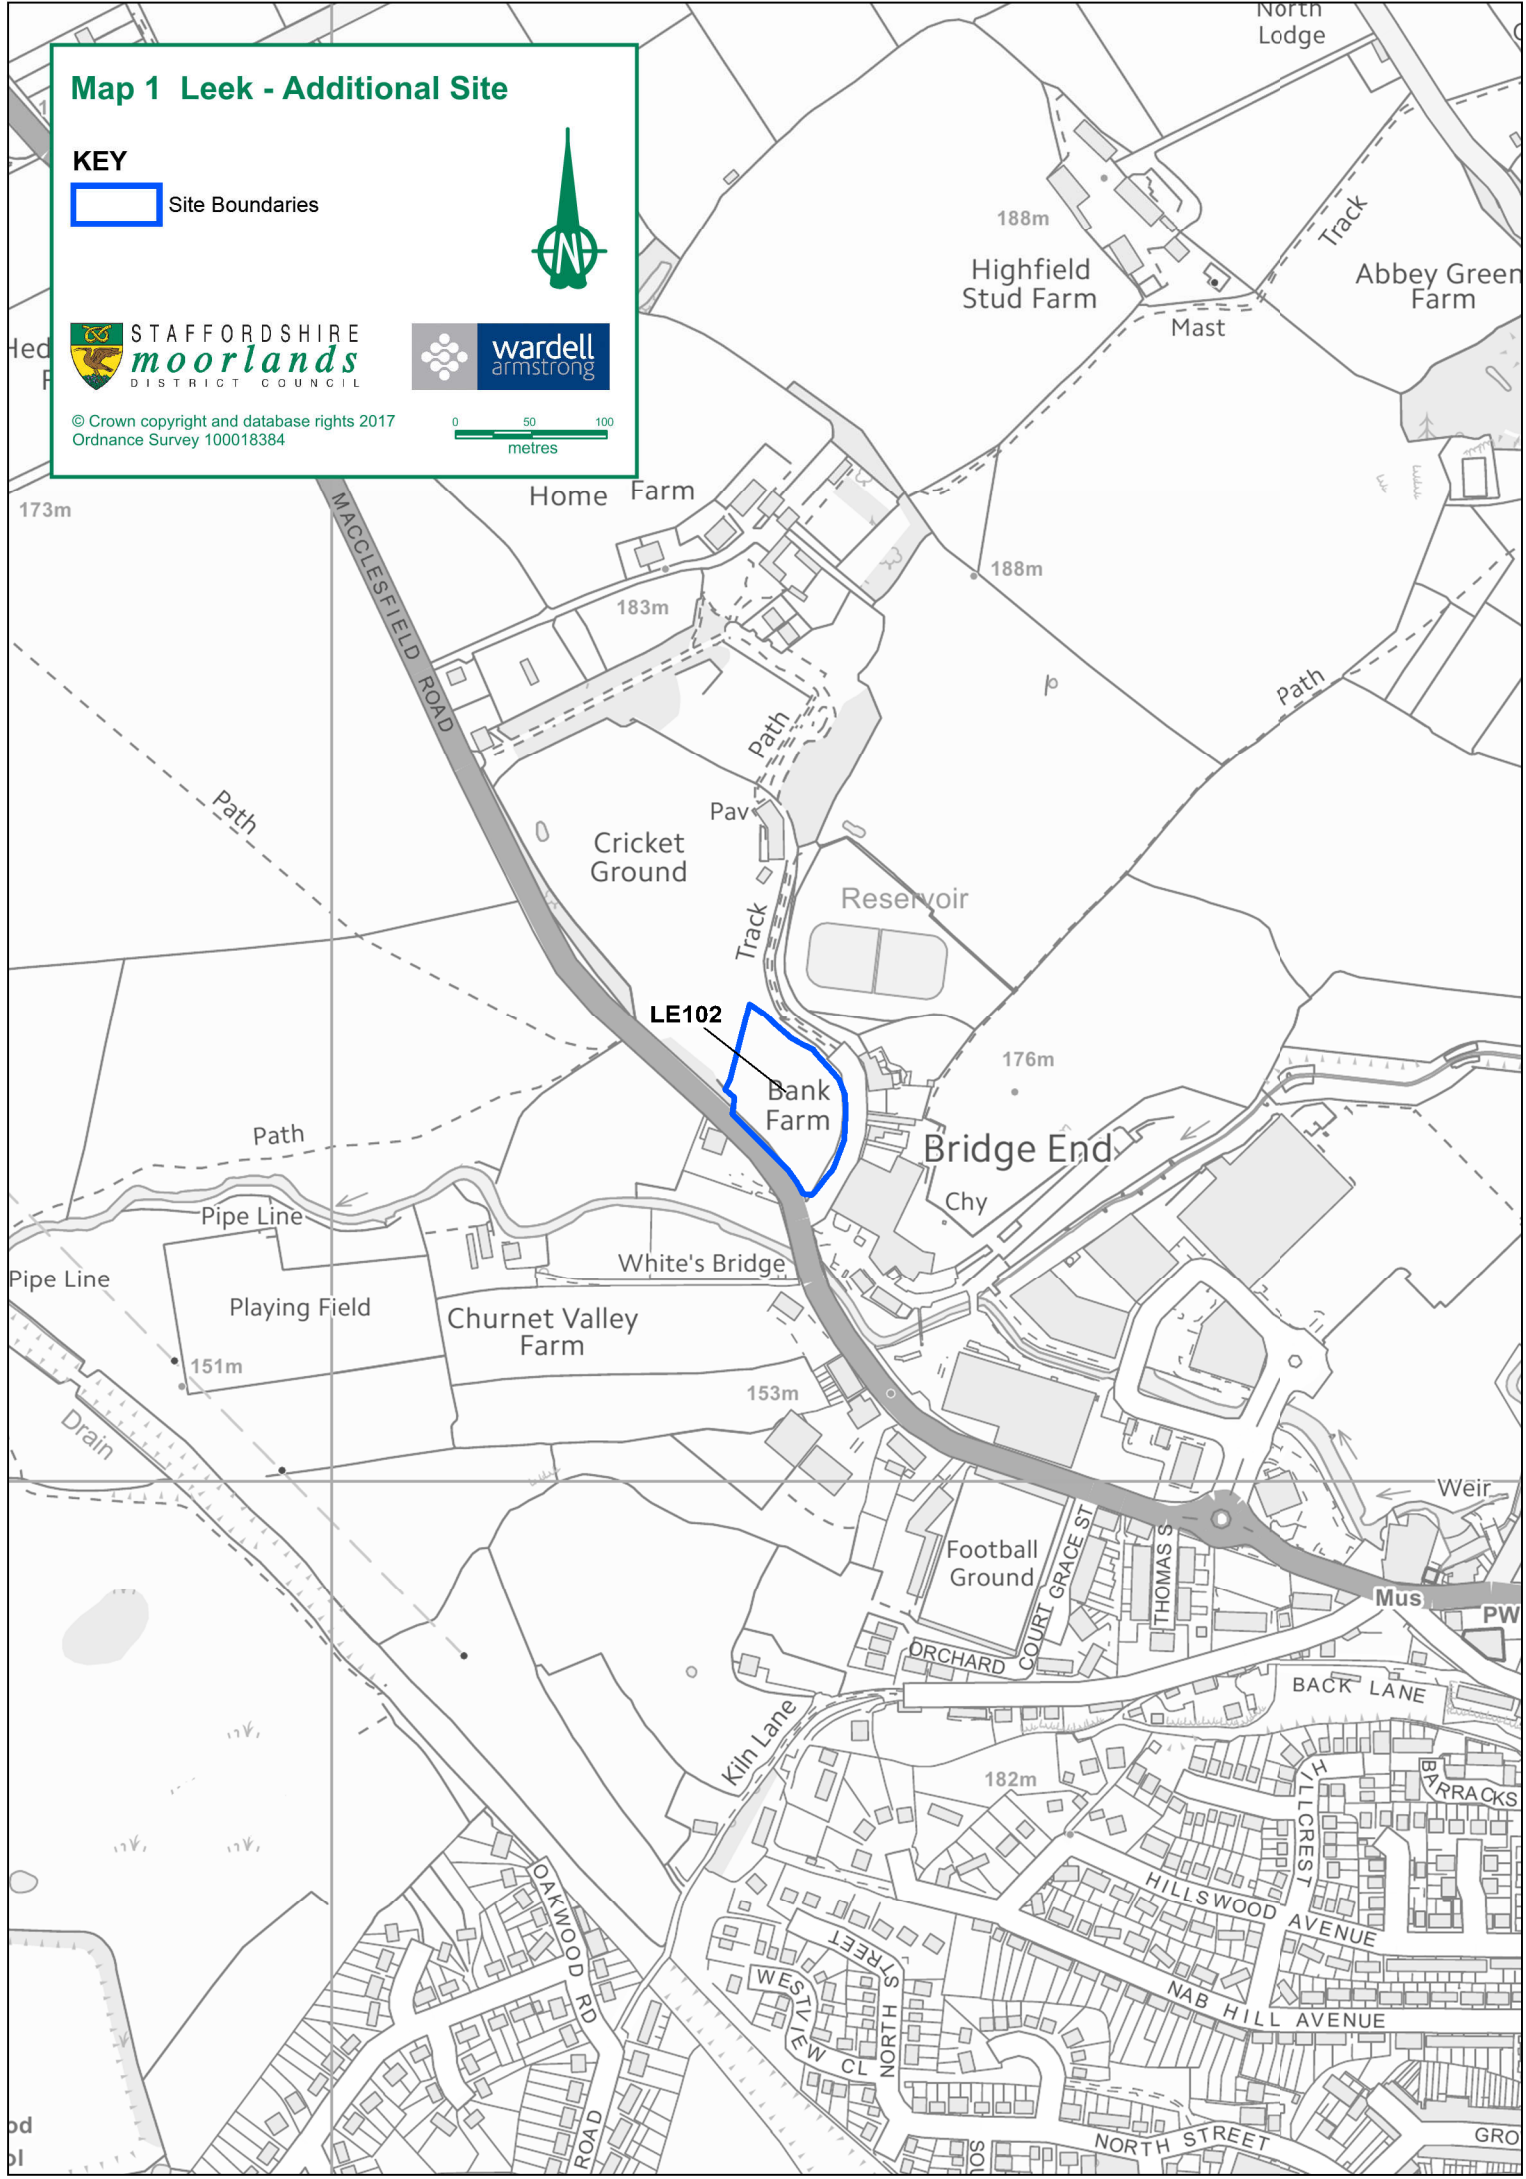 North
Lodge
Map 1 Leek - Additional Site
KEY
Site Boundaries
N
STAFFORDSHIRE
moorlands
DISTRICT COUNCIL
wardell
armstrong
© Crown copyright and database rights 2017
Ordnance Survey 100018384
0 50 100
metres
188m
Highfield
Stud Farm
Track
Abbey Green
Farm
Mast
173m
MACCLESFIELD ROAD
Home Farm
188m
183m
Path
Path
Path
Pav
Cricket
Ground
Track
Reservoir
LE102
Bank
Farm
176m
Path
Bridge End
Chy
Pipe Line
Pipe Line
White's Bridge
Playing Field
Churnet Valley
Farm
151m
153m
Drain
Weir
Football
Ground
GRACE ST
THOMAS S
Mus
PW
ORCHARD COURT
BACK LANE
Kiln Lane
182m
HILLCREST
BARRACKS
OAKWOOD RD
HILLSWOOD AVENUE
NORTH STREET
WESTVIEW CL
NAB HILL AVENUE
ROAD
NORTH STREET
SOU
GRO